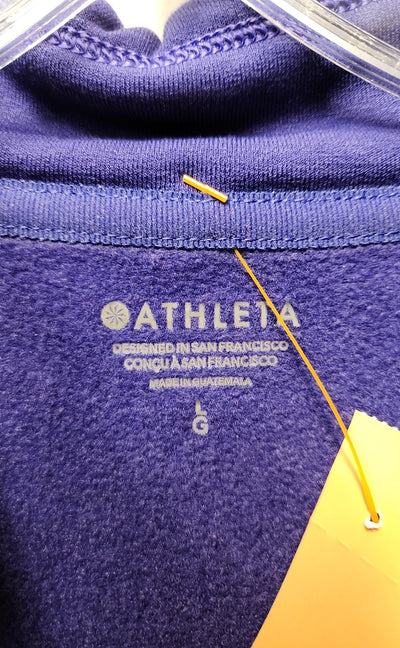 ATHLETA
DESIGNED IN SAN FRANCISCO
CONÇU À SAN FRANCISCO
MADE IN GUATEMALA
L
G